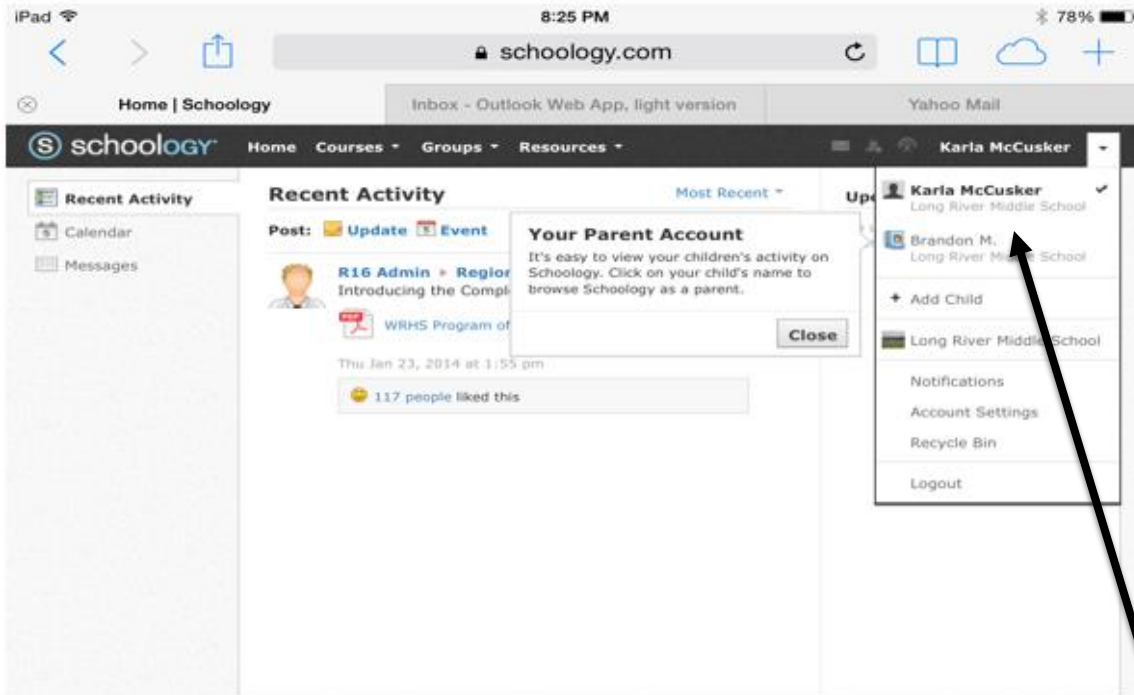 iPad 8:25 PM 78%
schoology.com
Home | Schoology Inbox - Outlook Web App, light version Yahoo Mail
S schoology Home Courses Groups Resources Karla McCusker
Recent Activity
Calendar
Messages
Recent Activity Most Recent
Post: Update Event
R16 Admin Region
Introducing the Compl
PDF
WRHS Program of
Thu Jan 23, 2014 at 1:55 pm
117 people liked this
Your Parent Account
It's easy to view your children's activity on
Schoology. Click on your child's name to
browse Schoology as a parent.
Close
Upc
Karla McCusker
Long River Middle School
Brandon M.
Long River Middle School
+ Add Child
Long River Middle School
Notifications
Account Settings
Recycle Bin
Logout